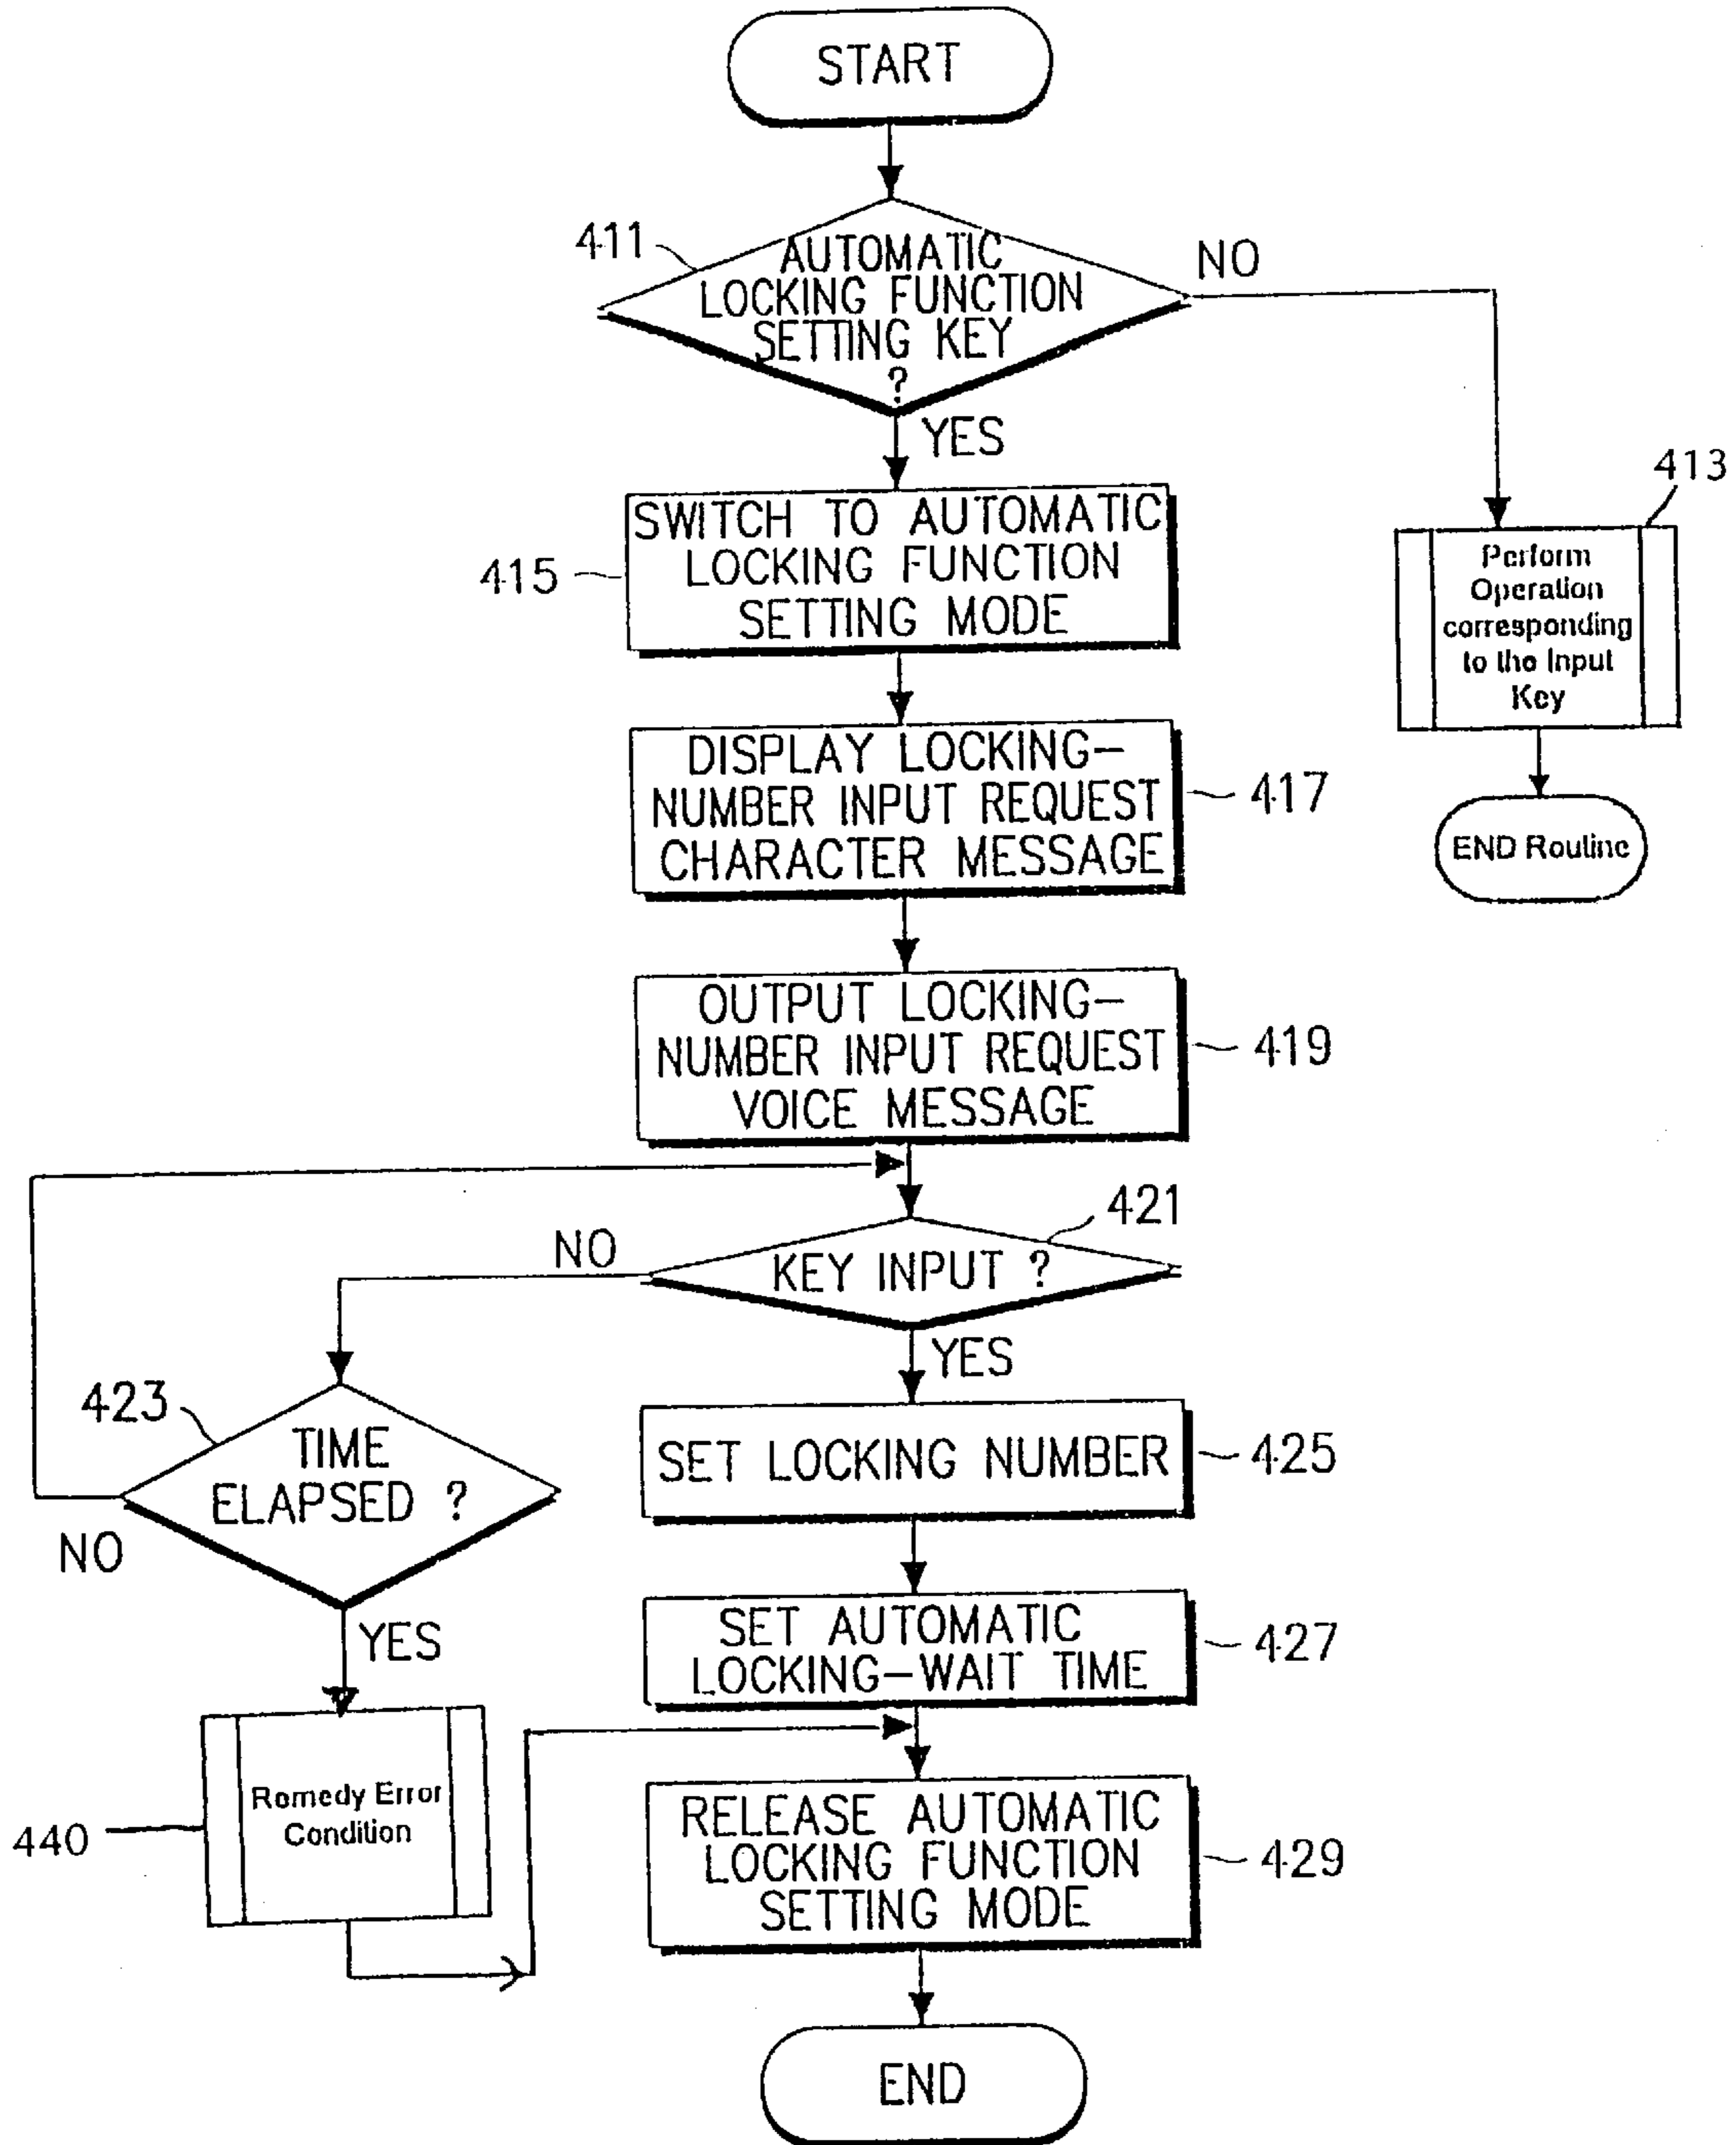 START
411
AUTOMATIC
LOCKING FUNCTION
SETTING KEY
?
NO
YES
413
Perform
Operation
corresponding
to the Input
Key
END Routine
415
SWITCH TO AUTOMATIC
LOCKING FUNCTION
SETTING MODE
DISPLAY LOCKING-
NUMBER INPUT REQUEST
CHARACTER MESSAGE
417
OUTPUT LOCKING-
NUMBER INPUT REQUEST
VOICE MESSAGE
419
421
NO
KEY INPUT ?
YES
423
TIME
ELAPSED ?
NO
YES
SET LOCKING NUMBER
425
SET AUTOMATIC
LOCKING-WAIT TIME
427
440
Remedy Error
Condition
RELEASE AUTOMATIC
LOCKING FUNCTION
SETTING MODE
429
END